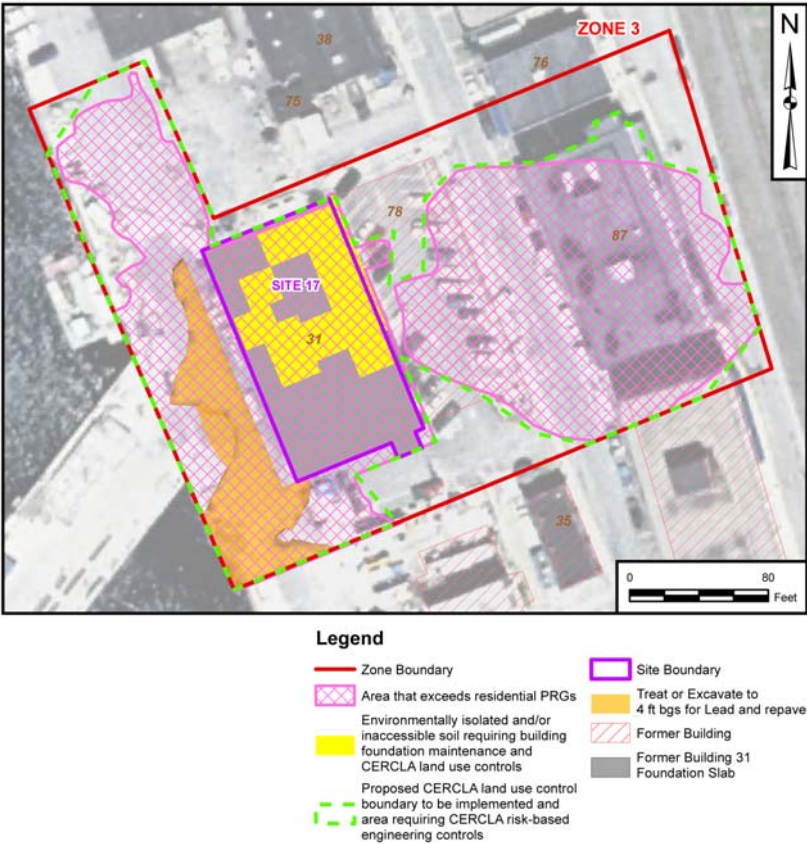 ZONE 3
N
38
76
75
78
87
SITE 17
31
35
0 80
Feet
Legend
Zone Boundary
Area that exceeds residential PRGs
Environmentally isolated and/or
inaccessible soil requiring building
foundation maintenance and
CERCLA land use controls
Proposed CERCLA land use control
boundary to be implemented and
area requiring CERCLA risk-based
engineering controls
Site Boundary
Treat or Excavate to
4 ft bgs for Lead and repave
Former Building
Former Building 31
Foundation Slab